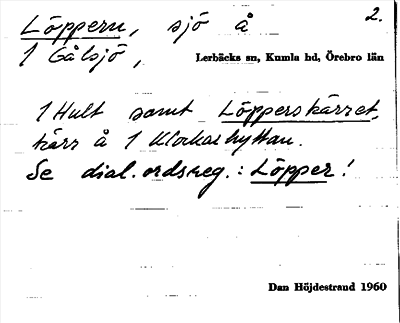 Löppern, sjö å 2.
1 Gålsjö, Lerbäcks sn, Kumla hd, Örebro län
1 Hult samt Löpperskärret,
kärr å 1 Klockarhyttan.
Se dial.ordsreg.: Löpper!
Dan Höjdestrand 1960